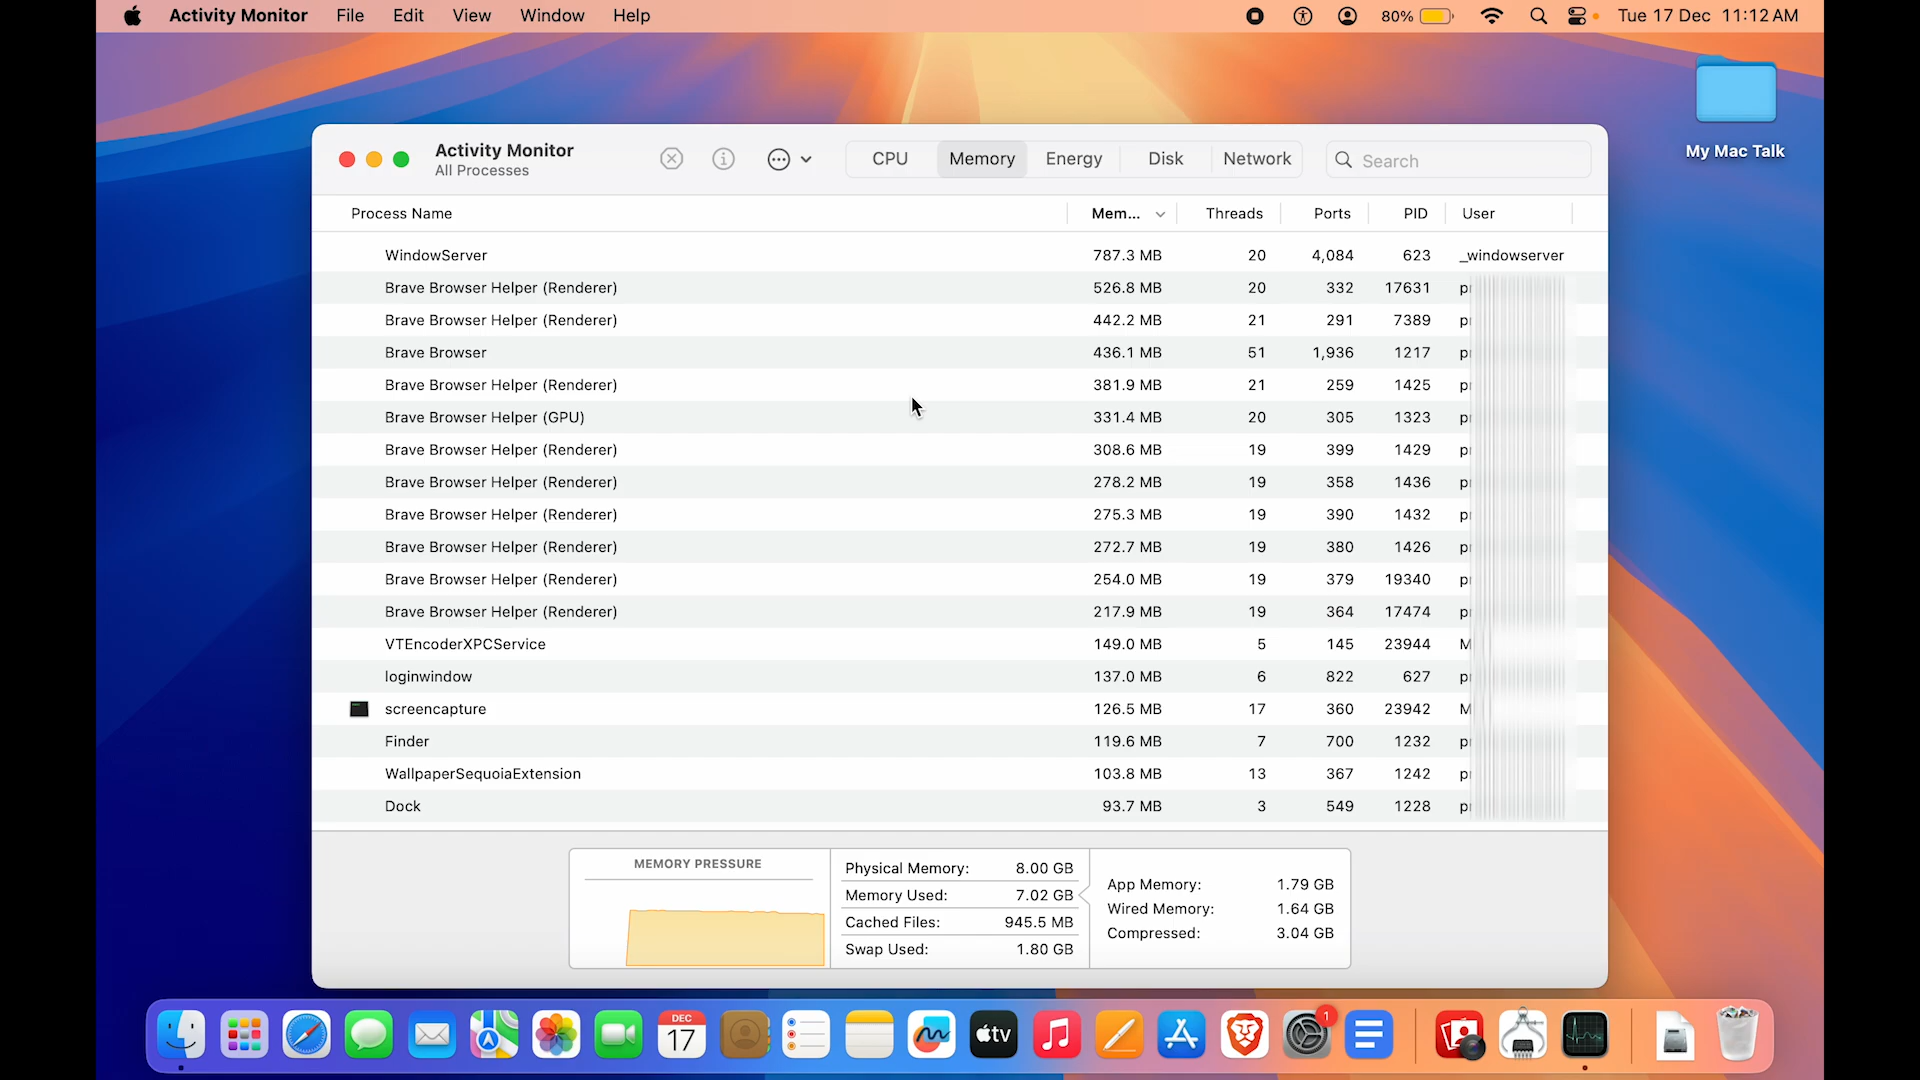 Activity Monitor File Edit View Window Help 80% Tue 17 Dec 11:12 AM
My Mac Talk
Activity Monitor
All Processes
CPU Memory Energy Disk Network Search
Process Name Mem... Threads Ports PID User
WindowServer 787.3 MB 20 4,084 623 _windowserver
Brave Browser Helper (Renderer) 526.8 MB 20 332 17631
Brave Browser Helper (Renderer) 442.2 MB 21 291 7389
Brave Browser 436.1 MB 51 1,936 1217
Brave Browser Helper (Renderer) 381.9 MB 21 259 1425
Brave Browser Helper (GPU) 331.4 MB 20 305 1323
Brave Browser Helper (Renderer) 308.6 MB 19 399 1429
Brave Browser Helper (Renderer) 278.2 MB 19 358 1436
Brave Browser Helper (Renderer) 275.3 MB 19 390 1432
Brave Browser Helper (Renderer) 272.7 MB 19 380 1426
Brave Browser Helper (Renderer) 254.0 MB 19 379 19340
Brave Browser Helper (Renderer) 217.9 MB 19 364 17474
VTEncoderXPCService 149.0 MB 5 145 23944
loginwindow 137.0 MB 6 822 627
screencapture 126.5 MB 17 360 23942
Finder 119.6 MB 7 700 1232
WallpaperSequoiaExtension 103.8 MB 13 367 1242
Dock 93.7 MB 3 549 1228
MEMORY PRESSURE
Physical Memory: 8.00 GB
Memory Used: 7.02 GB
Cached Files: 945.5 MB
Swap Used: 1.80 GB
App Memory: 1.79 GB
Wired Memory: 1.64 GB
Compressed: 3.04 GB
DEC
17
tv
1